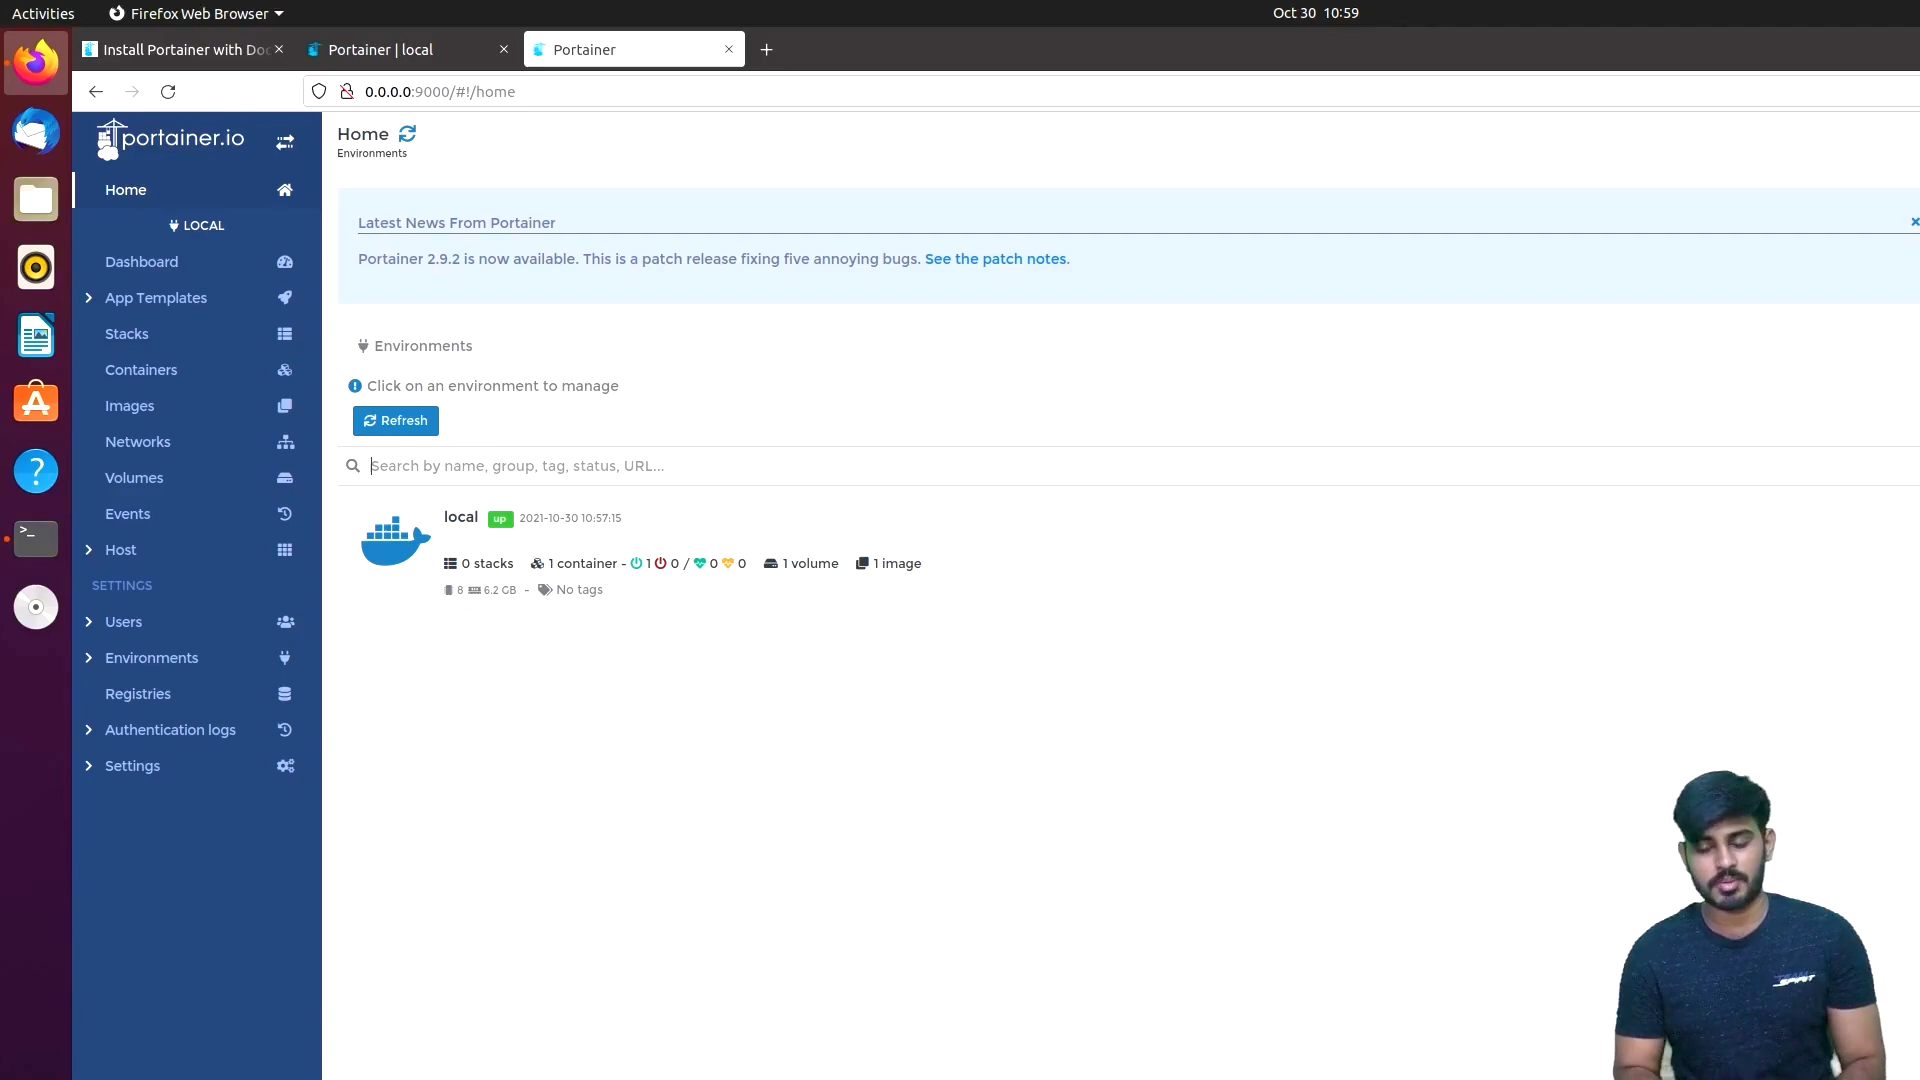 Activities
Firefox Web Browser
Oct 30 10:59
Install Portainer with Doc
Portainer | local
Portainer
0.0.0.0:9000/#!/home
portainer.io
Home
LOCAL
Dashboard
App Templates
Stacks
Containers
Images
Networks
Volumes
Events
Host
SETTINGS
Users
Environments
Registries
Authentication logs
Settings
Home
Environments
Latest News From Portainer
Portainer 2.9.2 is now available. This is a patch release fixing five annoying bugs. See the patch notes.
Environments
Click on an environment to manage
Refresh
Search by name, group, tag, status, URL...
local up 2021-10-30 10:57:15
0 stacks 1 container - 1 0 / 0 0 1 volume 1 image
8 6.2 GB - No tags